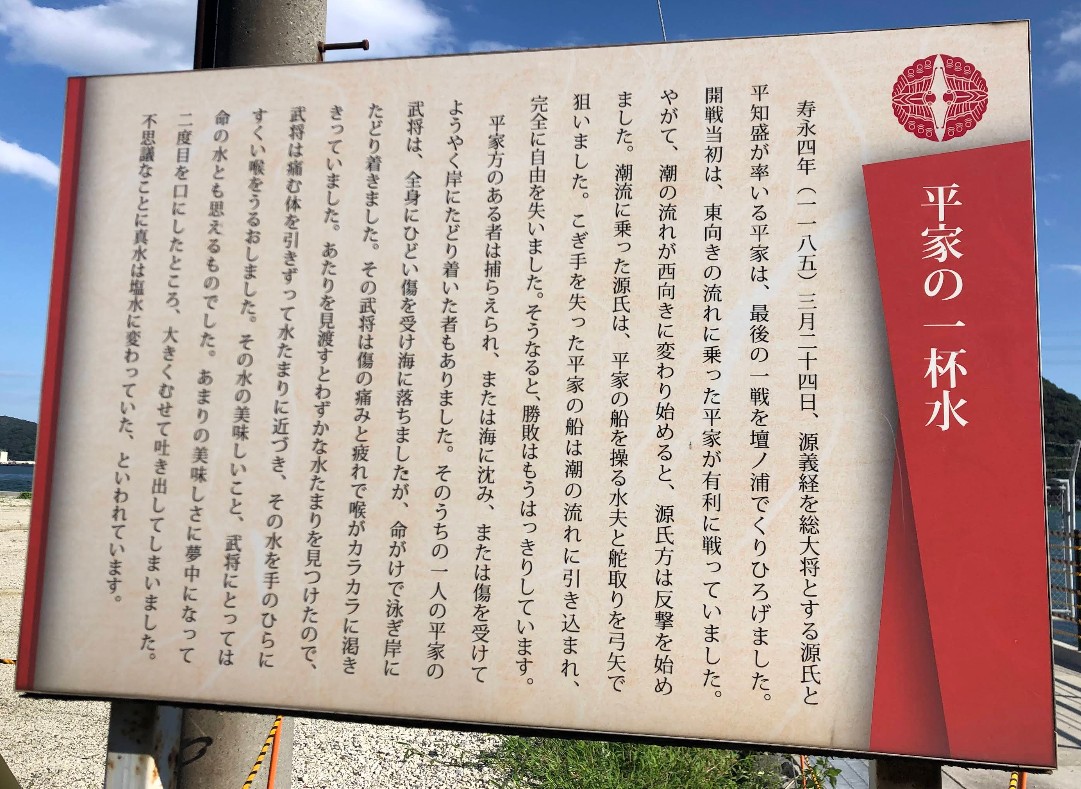 平家の一杯水
寿永四年（一一八五）三月二十四日、源義経を総大将とする源氏と
平知盛が率いる平家は、最後の一戦を壇ノ浦でくりひろげました。
開戦当初は、東向きの流れに乗った平家が有利に戦っていました。
やがて、潮の流れが西向きに変わり始めると、源氏方は反撃を始め
ました。潮流に乗った源氏は、平家の船を操る水夫と舵取りを弓矢で
狙いました。こぎ手を失った平家の船は潮の流れに引き込まれ、
完全に自由を失いました。そうなると、勝敗はもうはっきりしています。
平家方のある者は捕らえられ、または海に沈み、または傷を受けて
ようやく岸にたどり着いた者もありました。そのうちの一人の平家の
武将は、全身にひどい傷を受け海に落ちましたが、命がけで泳ぎ岸に
たどり着きました。その武将は傷の痛みと疲れで喉がカラカラに渇き
きっていました。あたりを見渡すとわずかな水たまりを見つけたので、
武将は痛む体を引きずって水たまりに近づき、その水を手のひらに
すくい喉をうるおしました。その水の美味しいこと、武将にとっては
命の水とも思えるものでした。あまりの美味しさに夢中になって
二度目を口にしたところ、大きくむせて吐き出してしまいました。
不思議なことに真水は塩水に変わっていた、といわれています。